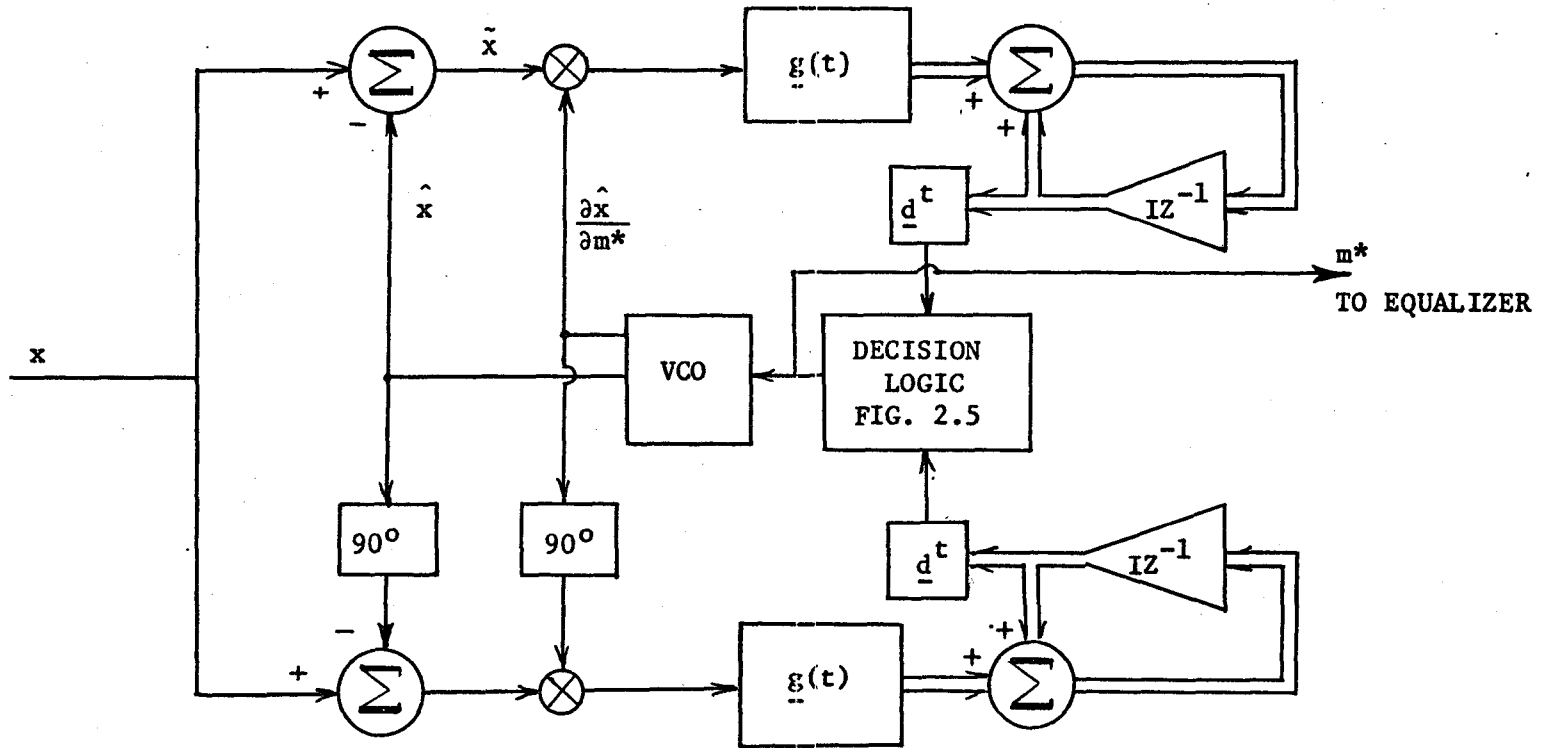 x̃
g(t)
+
-
+
+
x̂
∂x̂
∂m*
d^t
IZ^-1
m*
TO EQUALIZER
x
VCO
DECISION
LOGIC
FIG. 2.5
90°
90°
d^t
IZ^-1
-
+
g(t)
+
+
Σ
Σ
Σ
Σ